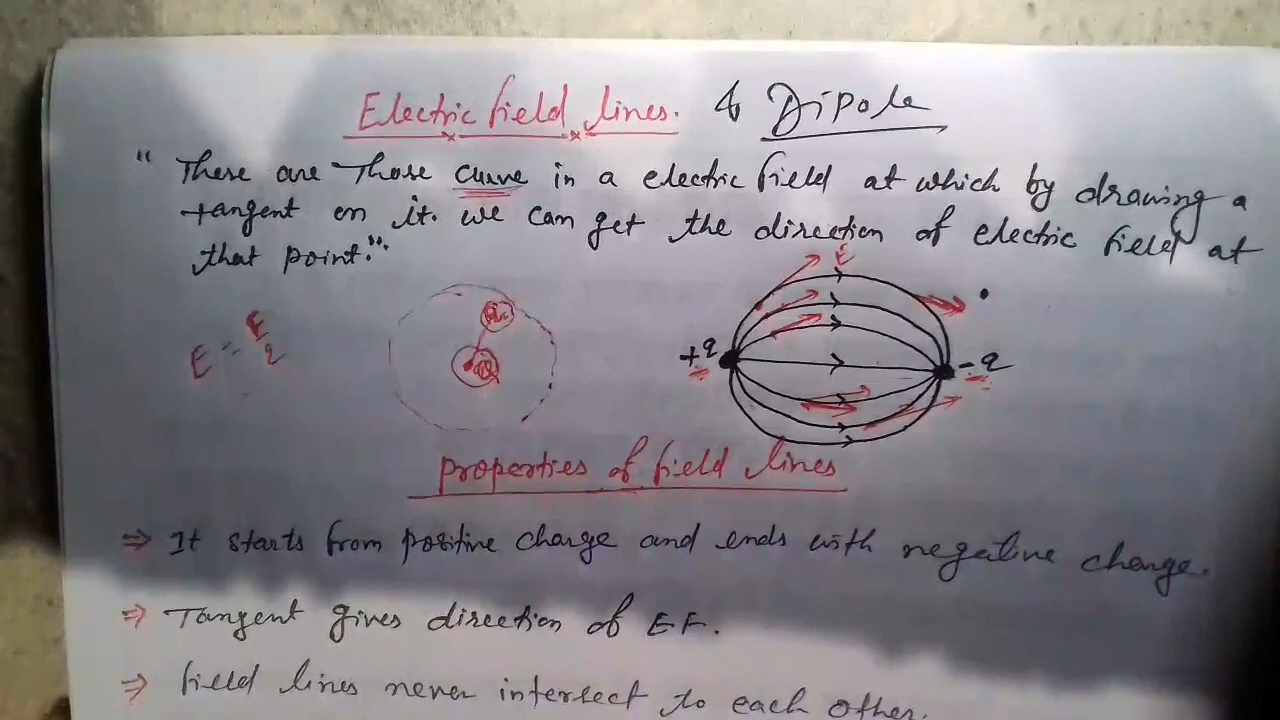 Electric field lines. & Dipole
" There are those curve in a electric field at which by drawing a
tangent on it. we can get the direction of electric field at
that point."
E = F
q
E
+q
-q
properties of field lines
⇒ It starts from positive charge and ends with negative charge.
⇒ Tangent gives direction of EF.
⇒ field lines never intersect to each other.